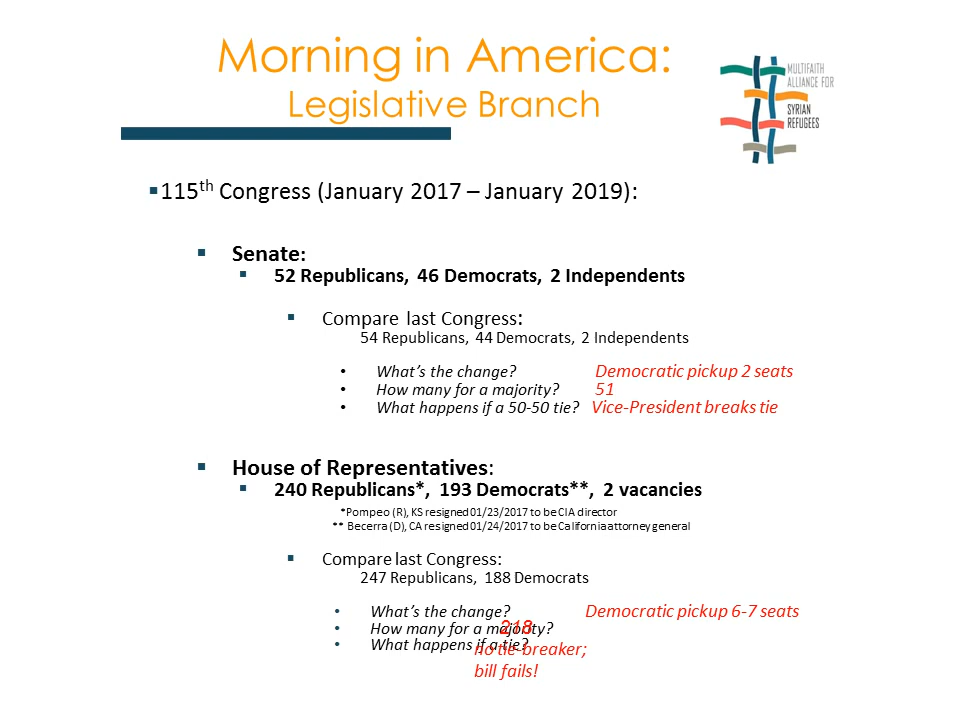 Morning in America:
Legislative Branch
MULTIFAITH
ALLIANCE FOR
SYRIAN
REFUGEES
▪115th Congress (January 2017 – January 2019):
▪ Senate:
▪ 52 Republicans, 46 Democrats, 2 Independents
▪ Compare last Congress:
54 Republicans, 44 Democrats, 2 Independents
• What's the change? Democratic pickup 2 seats
• How many for a majority? 51
• What happens if a 50-50 tie? Vice-President breaks tie
▪ House of Representatives:
▪ 240 Republicans*, 193 Democrats**, 2 vacancies
*Pompeo (R), KS resigned 01/23/2017 to be CIA director
** Becerra (D), CA resigned 01/24/2017 to be California attorney general
▪ Compare last Congress:
247 Republicans, 188 Democrats
• What's the change? Democratic pickup 6-7 seats
• How many for a majority? 218
• What happens if a tie? no tie-breaker;
bill fails!